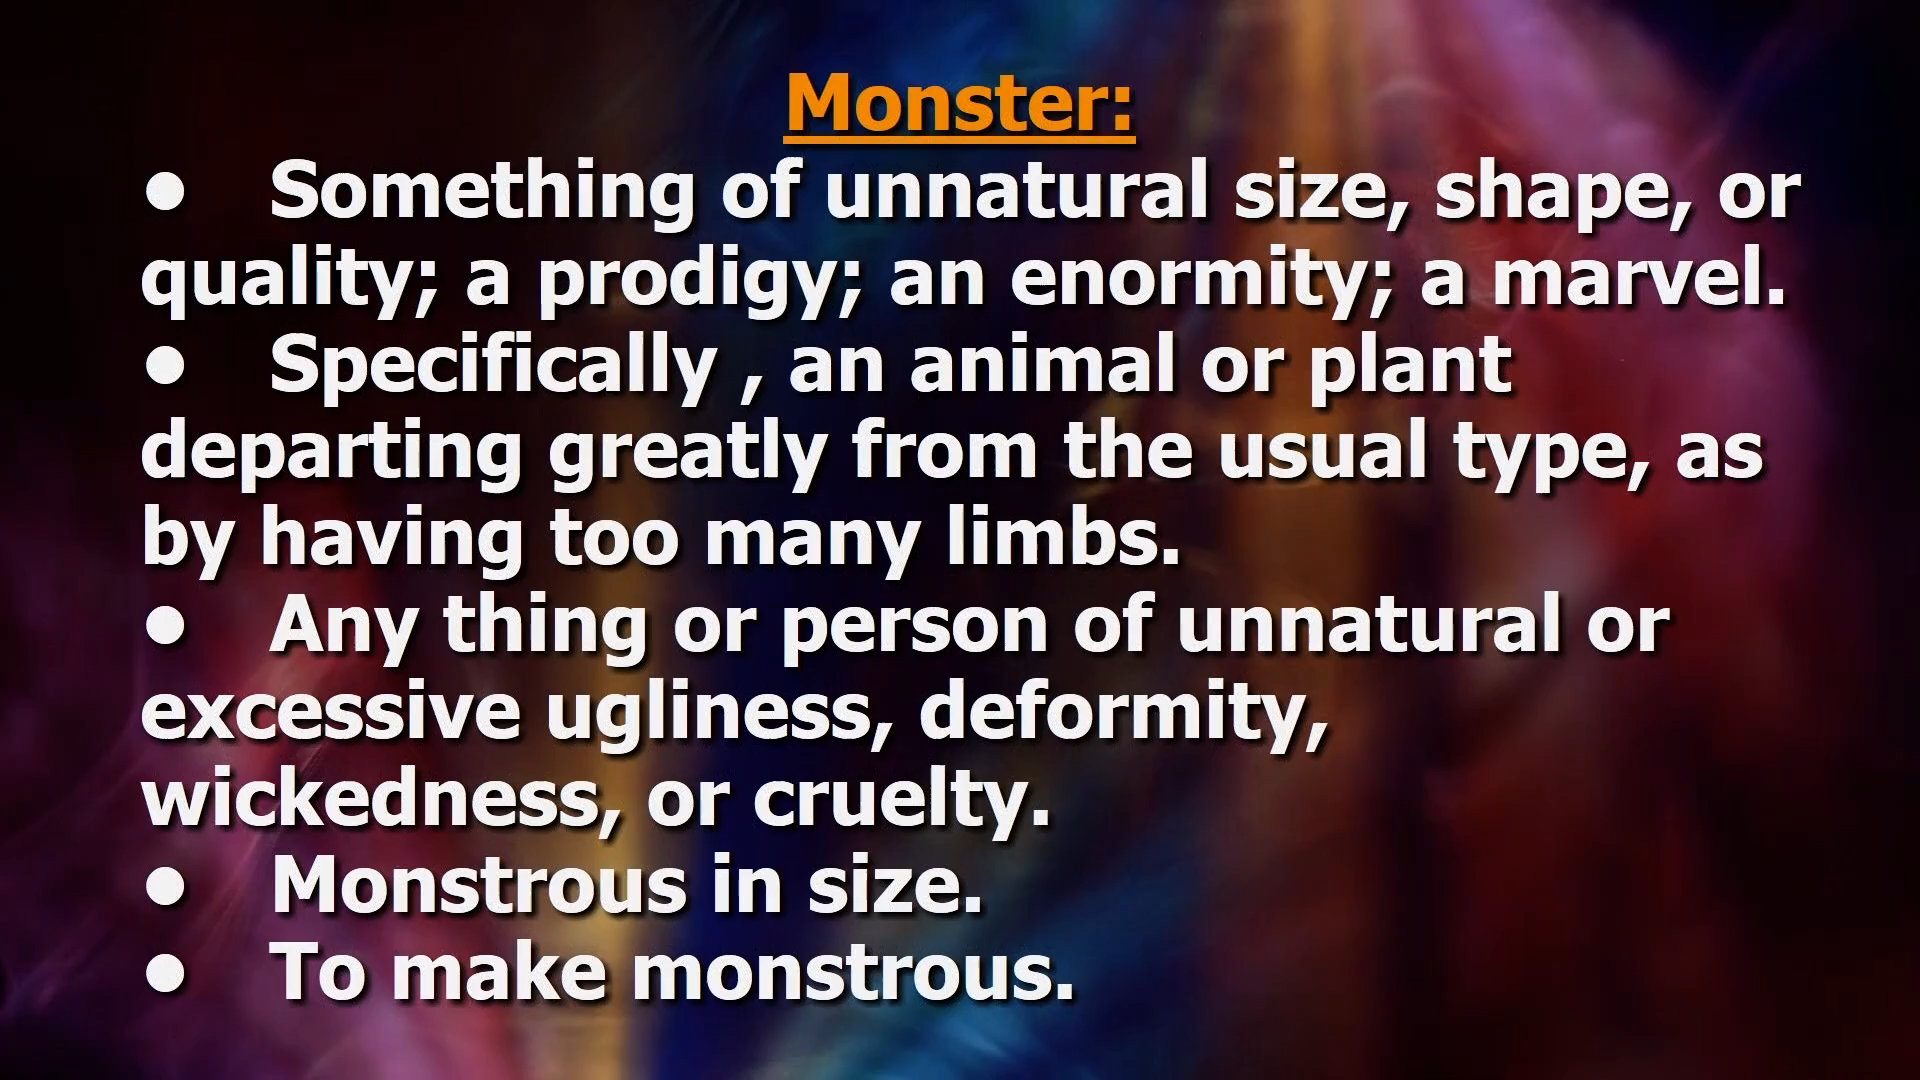 Monster:
● Something of unnatural size, shape, or
quality; a prodigy; an enormity; a marvel.
● Specifically , an animal or plant
departing greatly from the usual type, as
by having too many limbs.
● Any thing or person of unnatural or
excessive ugliness, deformity,
wickedness, or cruelty.
● Monstrous in size.
● To make monstrous.